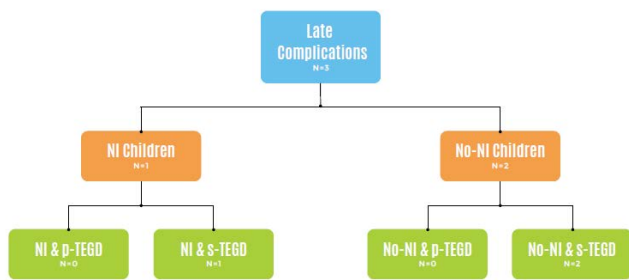 Late
Complications
N=3
NI Children
N=1
No-NI Children
N=2
NI & p-TEGD
N=0
NI & s-TEGD
N=1
No-NI & p-TEGD
N=0
No-NI & s-TEGD
N=2